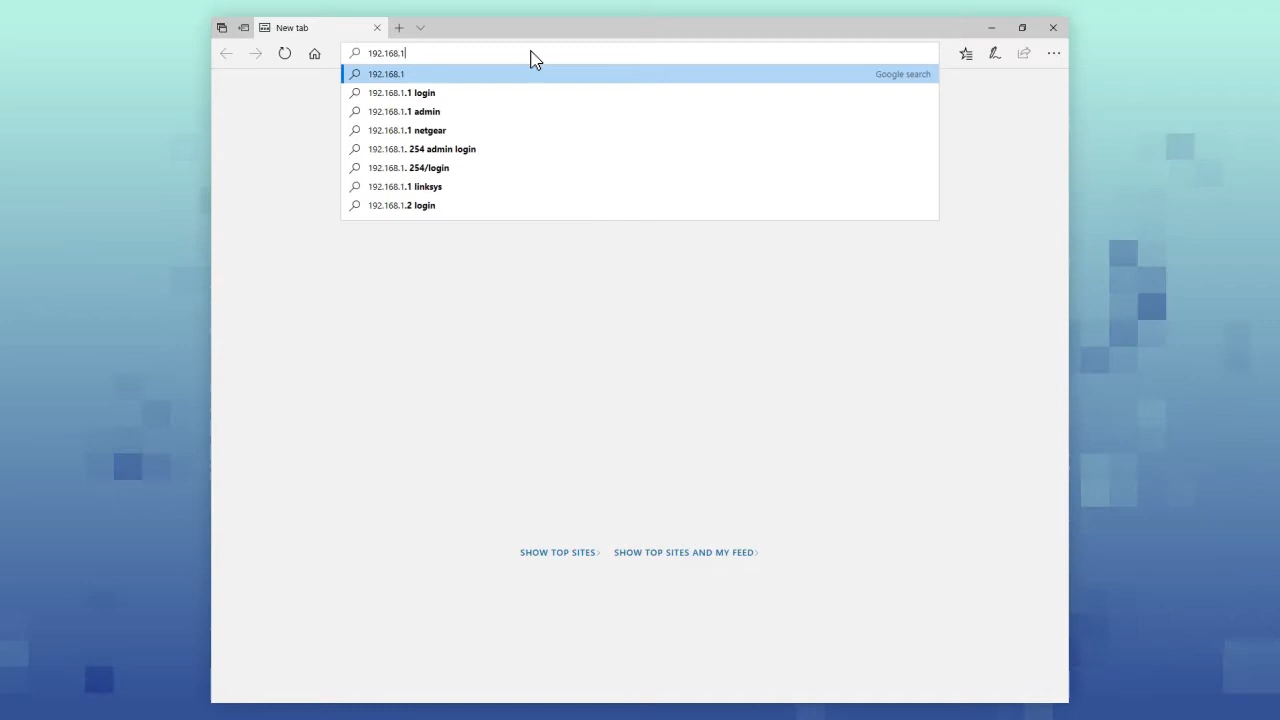 New tab
192.168.1
192.168.1 Google search
192.168.1.1 login
192.168.1.1 admin
192.168.1.1 netgear
192.168.1. 254 admin login
192.168.1. 254/login
192.168.1.1 linksys
192.168.1.2 login
SHOW TOP SITES SHOW TOP SITES AND MY FEED